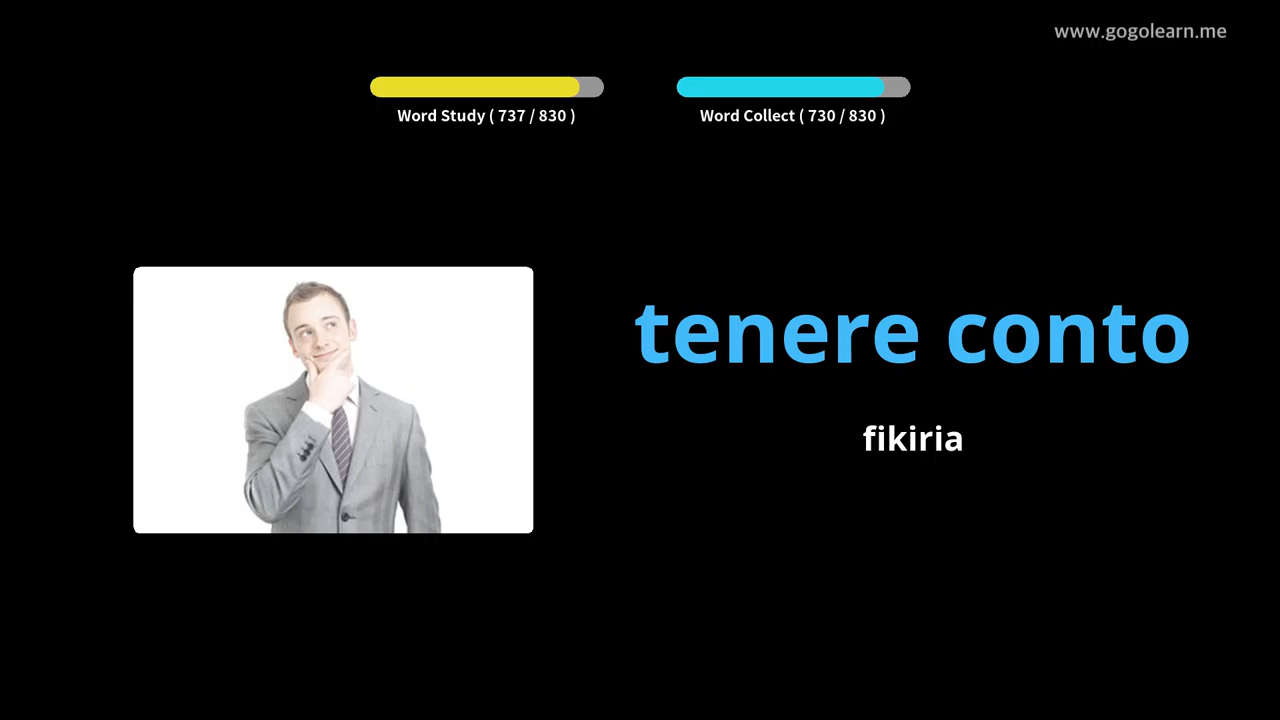 www.gogolearn.me
Word Study ( 737 / 830 )
Word Collect ( 730 / 830 )
tenere conto
fikiria